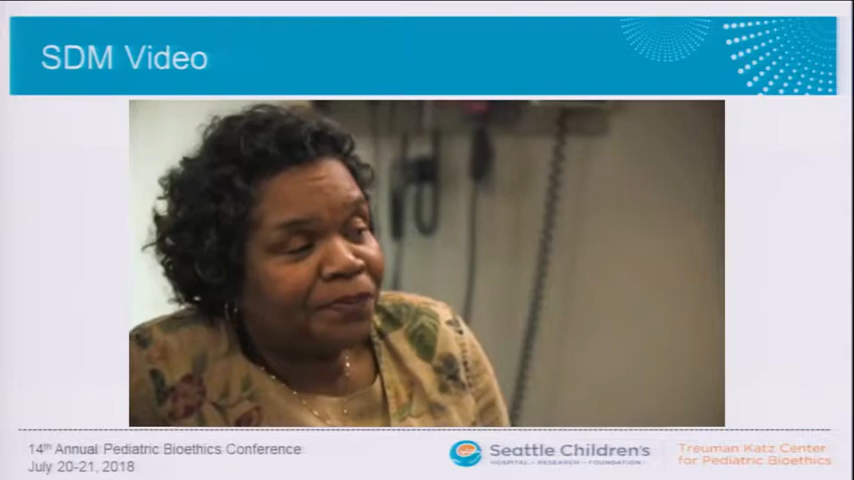 SDM Video
14th Annual Pediatric Bioethics Conference
July 20-21, 2018
Seattle Children's
HOSPITAL • RESEARCH • FOUNDATION
Treuman Katz Center
for Pediatric Bioethics